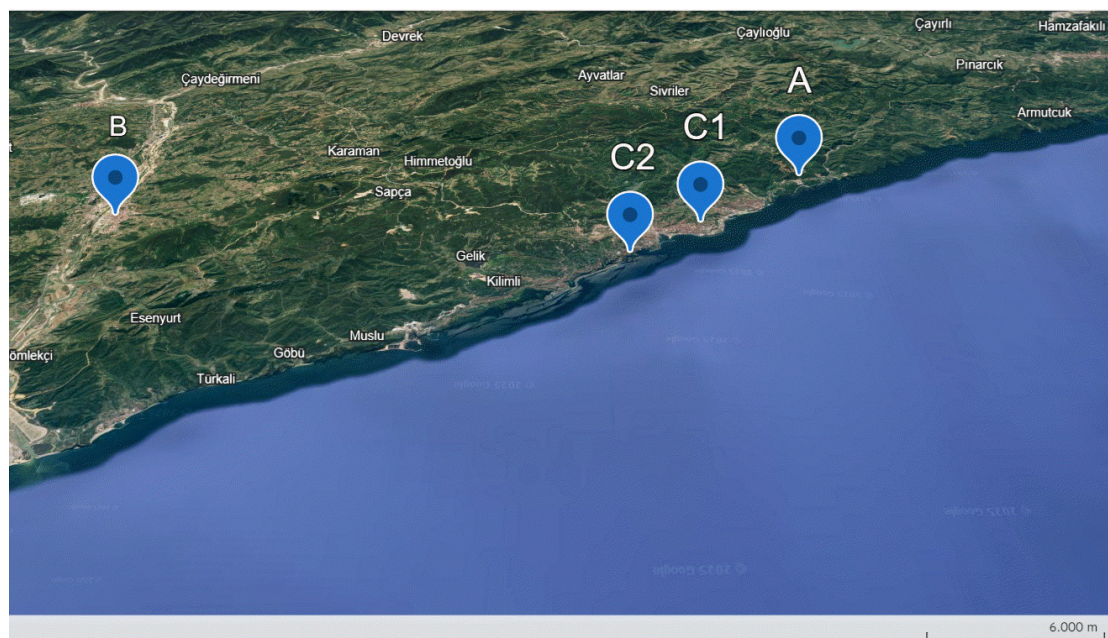 Çayırlı
Hamzafakılı
Devrek
Çaylıoğlu
Pınarcık
Çaydeğirmeni
Ayvatlar
Sivriler
A
Armutcuk
C1
B
Karaman
Himmetoğlu
C2
Sapça
Gelik
Kilimli
Esenyurt
Muslu
ömlekçi
Göbü
Türkali
6.000 m